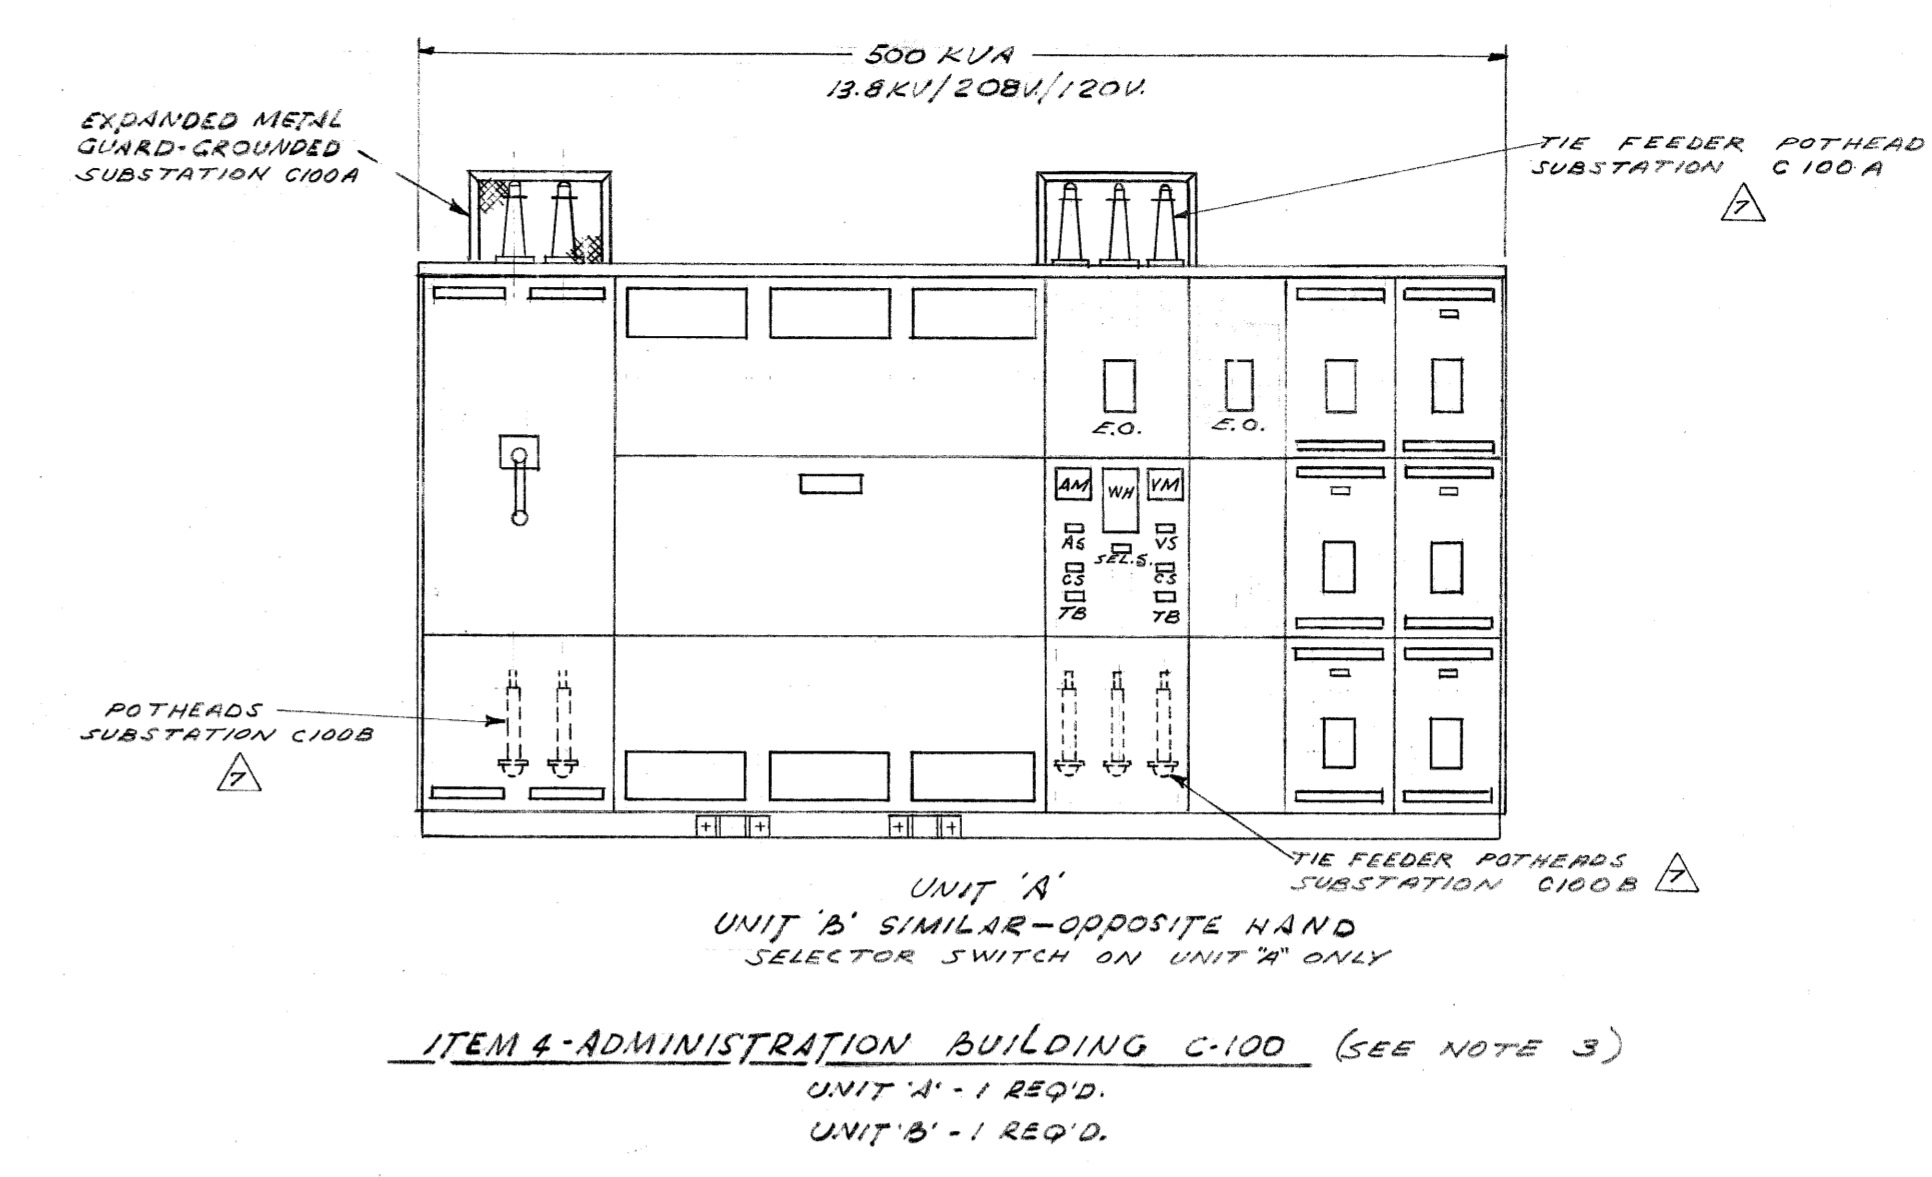 500 KVA
13.8KV/208V./120V.
EXPANDED METAL
GUARD-GROUNDED
SUBSTATION C100A
TIE FEEDER POTHEAD
SUBSTATION C100A
7
E.O.
E.O.
AM
WH
VM
AS
SEL.S.
VS
CS
CS
TB
TB
POTHEADS
SUBSTATION C100B
7
TIE FEEDER POTHEADS
SUBSTATION C100B
7
UNIT 'A'
UNIT 'B' SIMILAR-OPPOSITE HAND
SELECTOR SWITCH ON UNIT "A" ONLY
ITEM 4-ADMINISTRATION BUILDING C-100 (SEE NOTE 3)
UNIT 'A' - 1 REQ'D.
UNIT 'B' - 1 REQ'D.